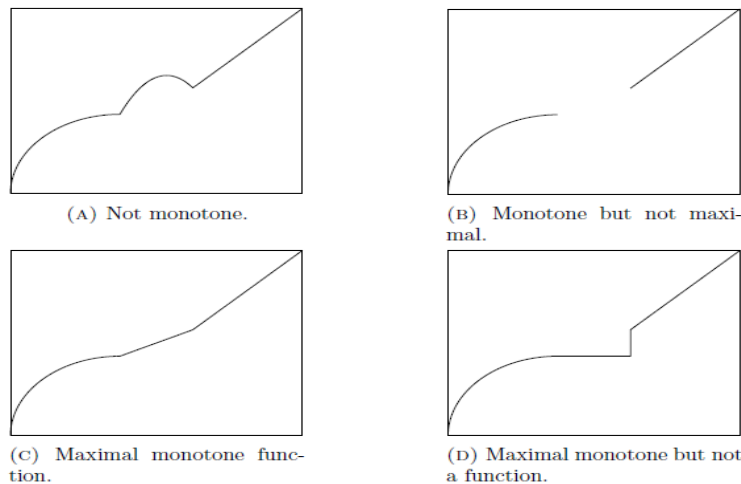 (A) Not monotone.
(B) Monotone but not maxi-
mal.
(C) Maximal monotone func-
tion.
(D) Maximal monotone but not
a function.